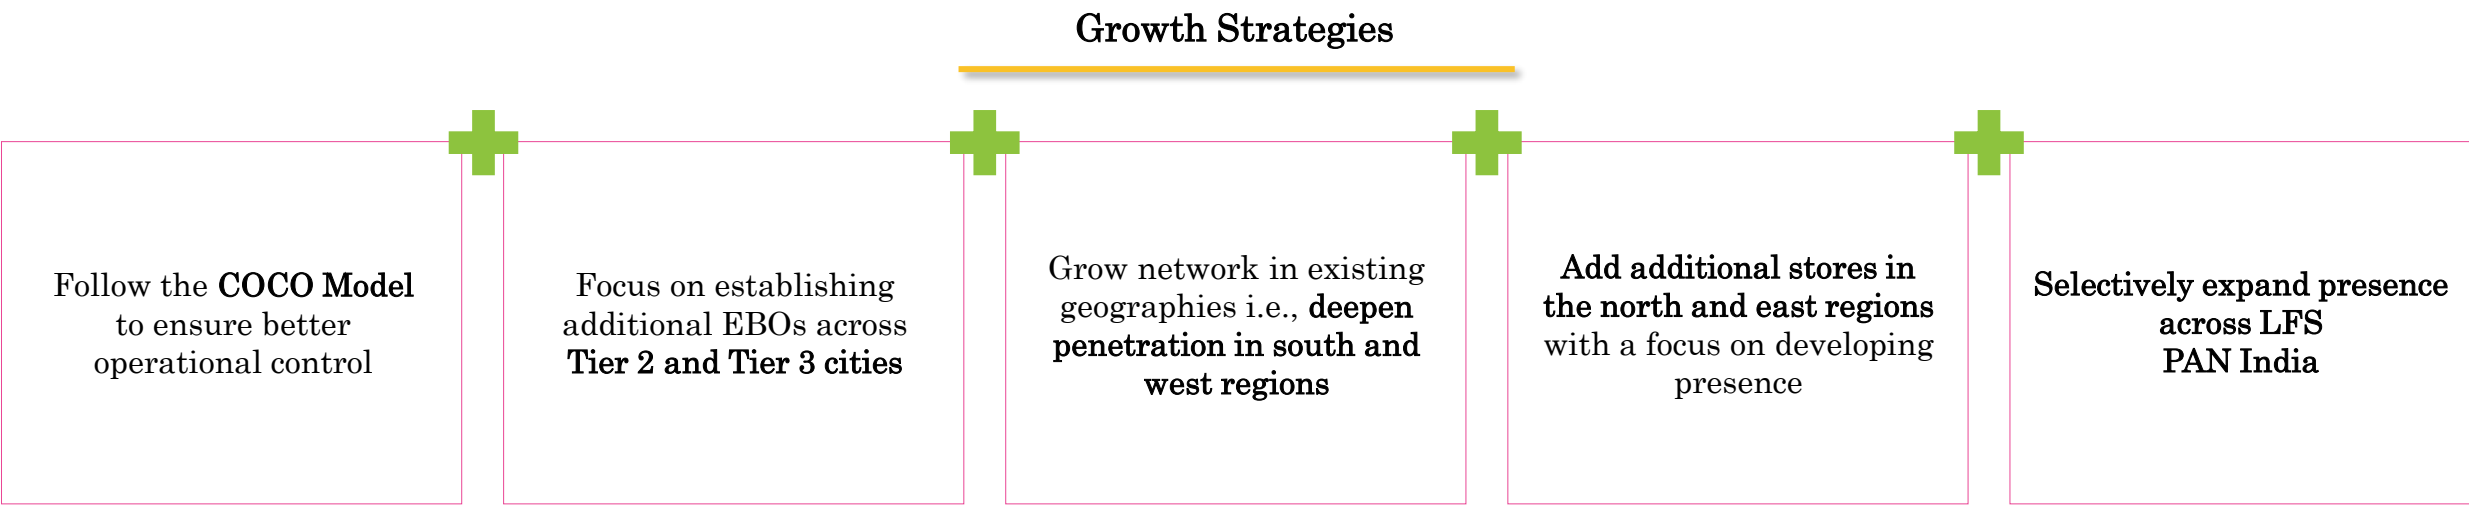 Growth Strategies
Follow the COCO Model
to ensure better
operational control
Focus on establishing
additional EBOs across
Tier 2 and Tier 3 cities
Grow network in existing
geographies i.e., deepen
penetration in south and
west regions
Add additional stores in
the north and east regions
with a focus on developing
presence
Selectively expand presence
across LFS
PAN India